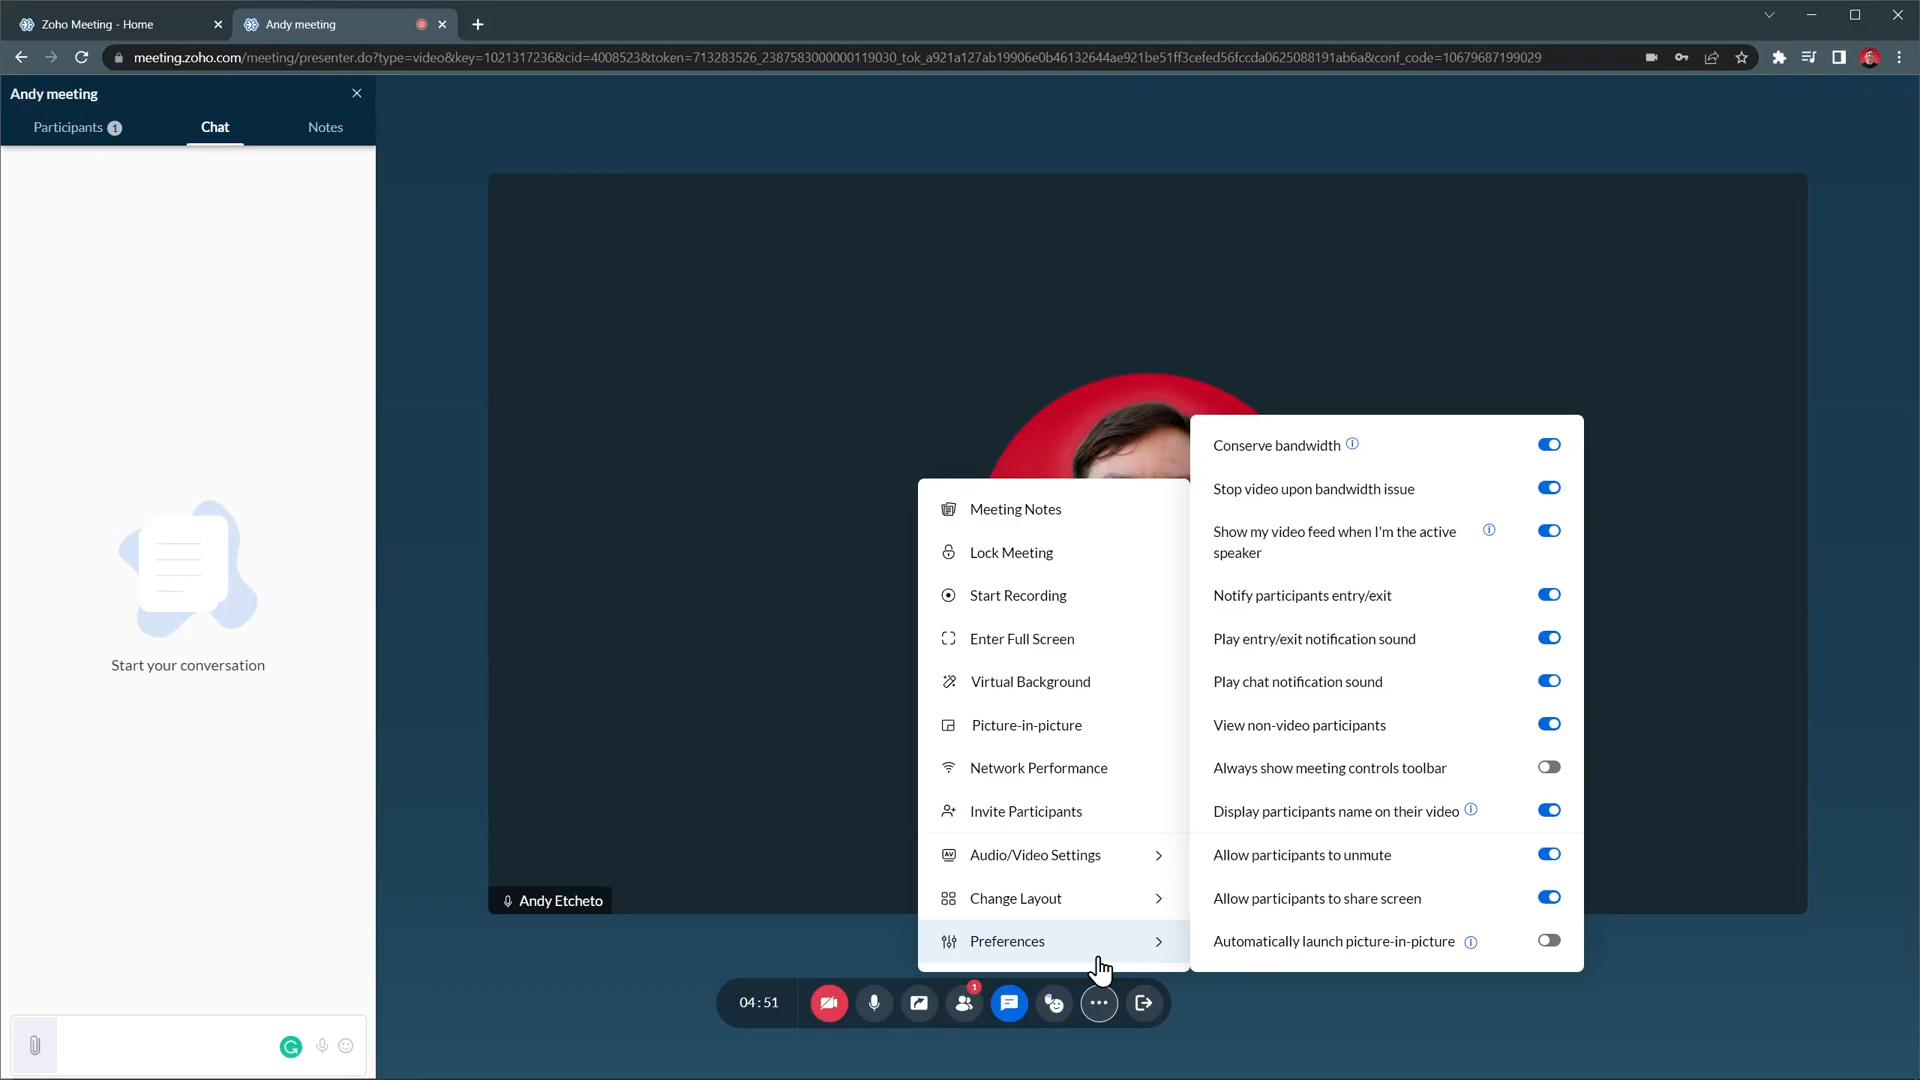 Zoho Meeting - Home
Andy meeting
meeting.zoho.com/meeting/presenter.do?type=video&key=1021317236&cid=4008523&token=713283526_2387583000000119030_tok_a921a127ab19906e0b46132644ae921be51ff3cefed56fccda0625088191ab6a&conf_code=10679687199029
Andy meeting
Participants 1
Chat
Notes
Start your conversation
Andy Etcheto
Meeting Notes
Lock Meeting
Start Recording
Enter Full Screen
Virtual Background
Picture-in-picture
Network Performance
Invite Participants
Audio/Video Settings
Change Layout
Preferences
Conserve bandwidth
Stop video upon bandwidth issue
Show my video feed when I'm the active
speaker
Notify participants entry/exit
Play entry/exit notification sound
Play chat notification sound
View non-video participants
Always show meeting controls toolbar
Display participants name on their video
Allow participants to unmute
Allow participants to share screen
Automatically launch picture-in-picture
04:51
1